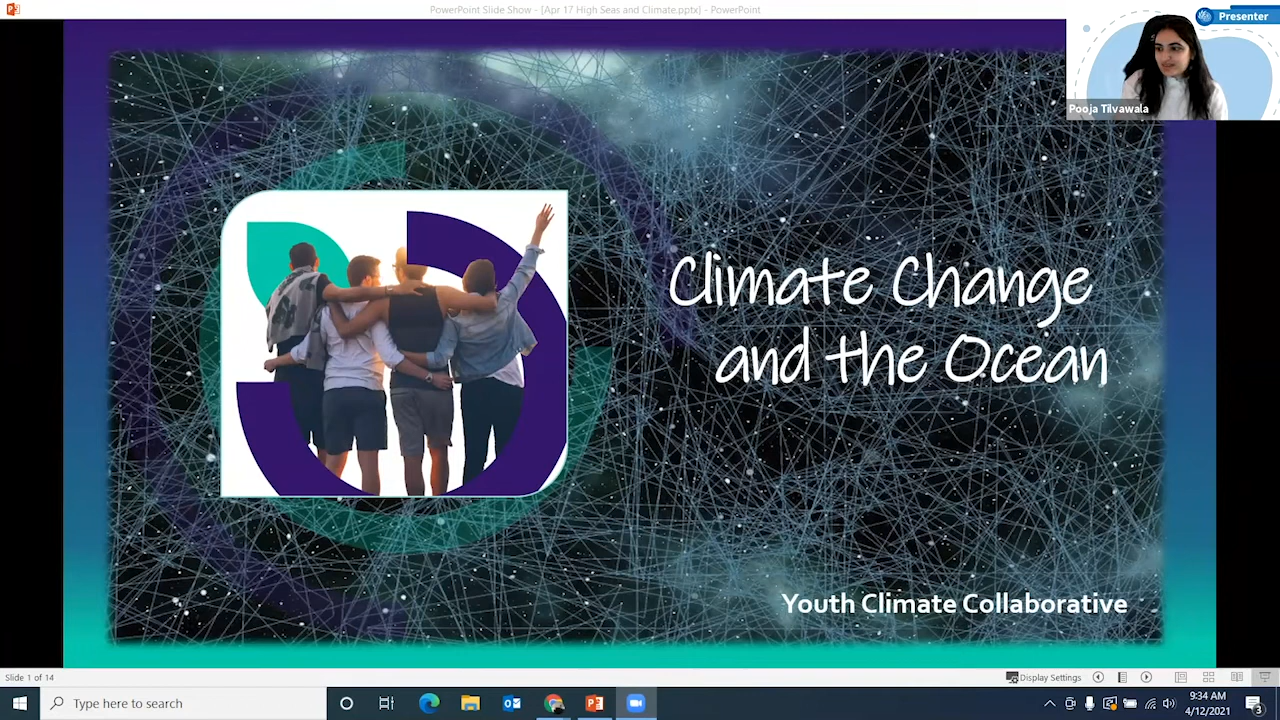 PowerPoint Slide Show - [Apr 17 High Seas and Climate.pptx] - PowerPoint
Presenter
Pooja Tilvawala
Climate Change
and the Ocean
Youth Climate Collaborative
Slide 1 of 14
Display Settings
Type here to search
9:34 AM
4/12/2021
3